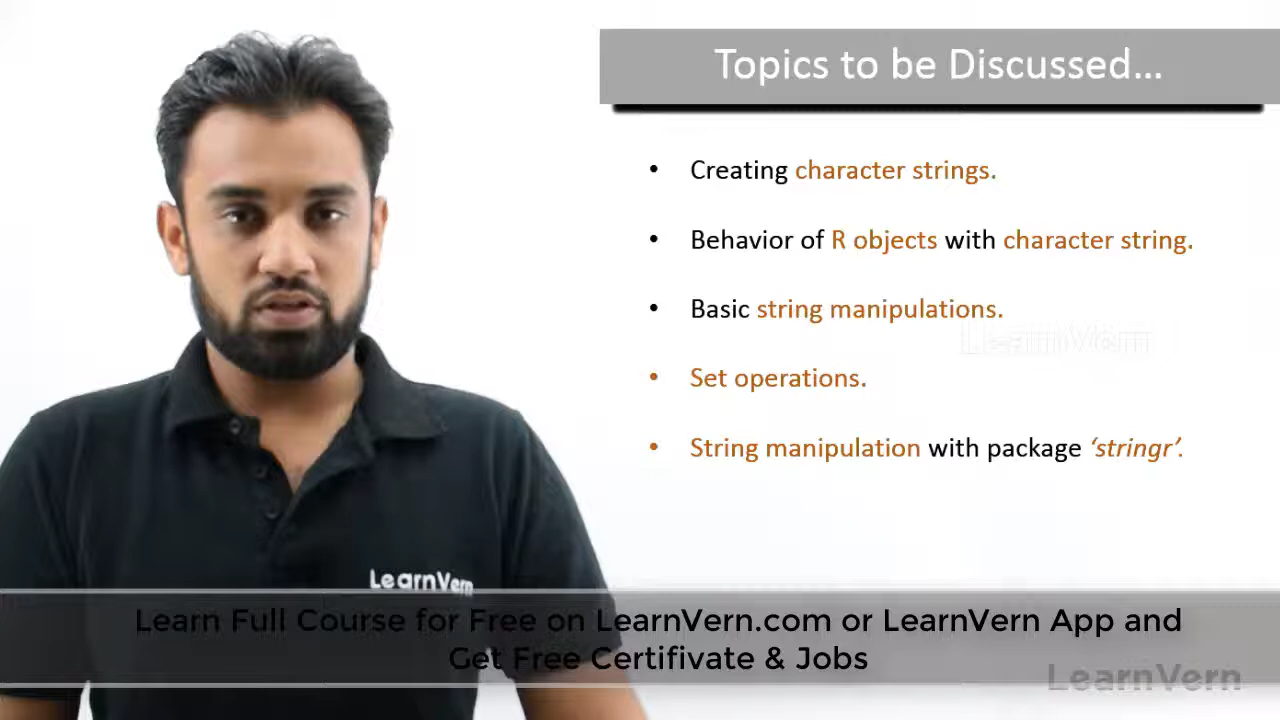 Topics to be Discussed...
• Creating character strings.
• Behavior of R objects with character string.
• Basic string manipulations.
LearnVern
• Set operations.
• String manipulation with package ‘stringr’.
LearnVern
Learn Full Course for Free on LearnVern.com or LearnVern App and
Get Free Certifivate & Jobs
LearnVern